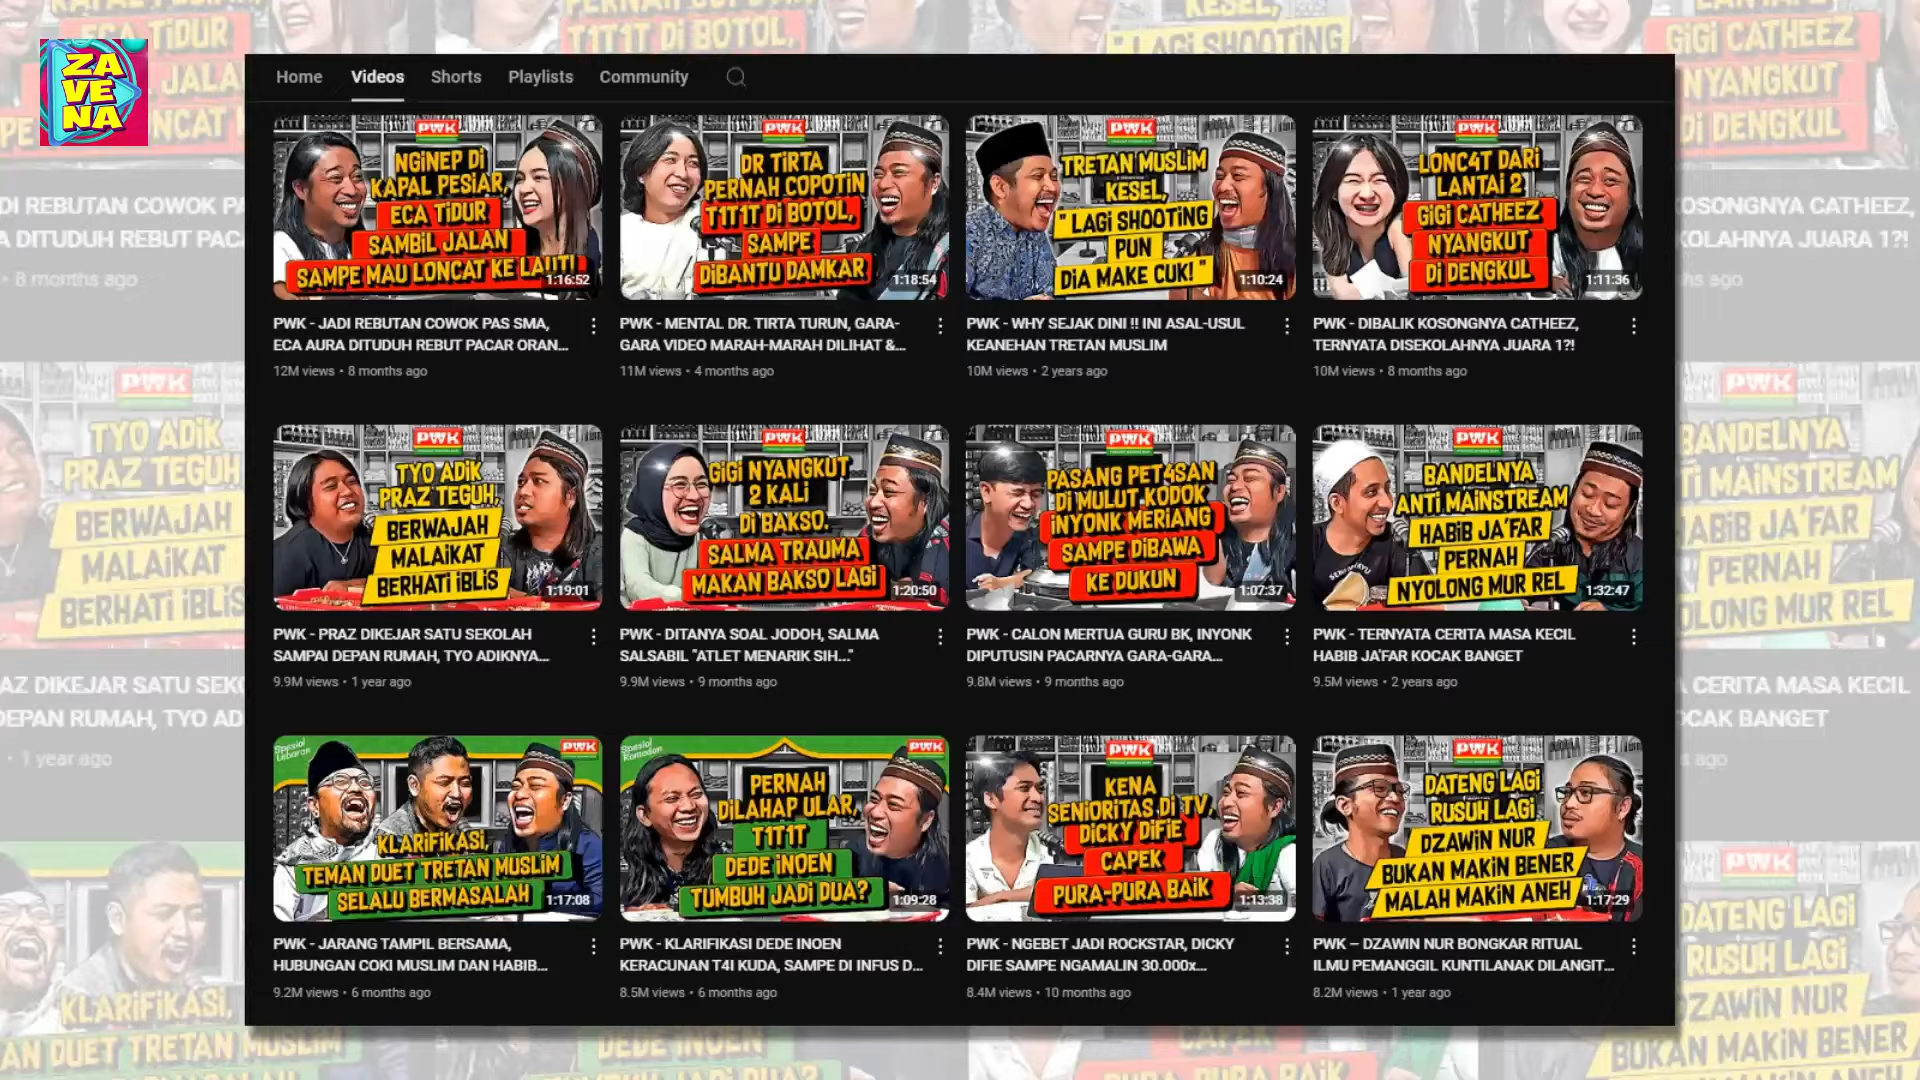 ZA
VE
NA
Home Videos Shorts Playlists Community
PWK
NGiNEP Di
KAPAL PESiAR,
ECA TiDUR
SAMBiL JALAN
SAMPE MAU LONCAT KE LAUT!
1:16:52
PWK - JADI REBUTAN COWOK PAS SMA,
ECA AURA DITUDUH REBUT PACAR ORAN...
12M views • 8 months ago
PWK
DR TiRTA
PERNAH COPOTiN
T1T1T Di BOTOL,
SAMPE
DiBANTU DAMKAR
1:18:54
PWK - MENTAL DR. TIRTA TURUN, GARA-
GARA VIDEO MARAH-MARAH DILIHAT &...
11M views • 4 months ago
PWK
TRETAN MUSLiM
KESEL,
" LAGi SHOOTiNG
PUN
DiA MAKE CUK! "
1:10:24
PWK - WHY SEJAK DINI !! INI ASAL-USUL
KEANEHAN TRETAN MUSLIM
10M views • 2 years ago
PWK
LONC4T DARi
LANTAi 2,
GiGi CATHEEZ
NYANGKUT
Di DENGKUL
1:11:36
PWK - DIBALIK KOSONGNYA CATHEEZ,
TERNYATA DISEKOLAHNYA JUARA 1?!
10M views • 8 months ago
PWK
TYO ADiK
PRAZ TEGUH,
BERWAJAH
MALAiKAT
BERHATi iBLiS
1:19:01
PWK - PRAZ DIKEJAR SATU SEKOLAH
SAMPAI DEPAN RUMAH, TYO ADIKNYA...
9.9M views • 1 year ago
PWK
GiGi NYANGKUT
2 KALi
Di BAKSO.
SALMA TRAUMA
MAKAN BAKSO LAGi
1:20:50
PWK - DITANYA SOAL JODOH, SALMA
SALSABIL "ATLET MENARIK SIH..."
9.9M views • 9 months ago
PWK
PASANG PET4SAN
Di MULUT KODOK
iNYONK MERiANG
SAMPE DiBAWA
KE DUKUN
1:07:37
PWK - CALON MERTUA GURU BK, INYONK
DIPUTUSIN PACARNYA GARA-GARA...
9.8M views • 9 months ago
PWK
BANDELNYA
ANTi MAiNSTREAM
HABiB JA'FAR
PERNAH
NYOLONG MUR REL
1:32:47
PWK - TERNYATA CERITA MASA KECIL
HABIB JA'FAR KOCAK BANGET
9.5M views • 2 years ago
Spesial
Lebaran
PWK
KLARiFiKASi,
TEMAN DUET TRETAN MUSLiM
SELALU BERMASALAH
1:17:08
PWK - JARANG TAMPIL BERSAMA,
HUBUNGAN COKI MUSLIM DAN HABIB...
9.2M views • 6 months ago
Spesial
Ramadan
PWK
PERNAH
DiLAHAP ULAR,
T1T1T
DEDE iNOEN
TUMBUH JADi DUA?
1:09:28
PWK - KLARIFIKASI DEDE INOEN
KERACUNAN T4I KUDA, SAMPE DI INFUS D...
8.5M views • 6 months ago
PWK
KENA
SENiORiTAS Di TV,
DiCKY DiFiE
CAPEK
PURA-PURA BAiK
1:13:38
PWK - NGEBET JADI ROCKSTAR, DICKY
DIFIE SAMPE NGAMALIN 30.000x...
8.4M views • 10 months ago
PWK
DATENG LAGi
RUSUH LAGi
DZAWiN NUR
BUKAN MAKiN BENER
MALAH MAKiN ANEH
1:17:29
PWK – DZAWIN NUR BONGKAR RITUAL
ILMU PEMANGGIL KUNTILANAK DILANGIT...
8.2M views • 1 year ago